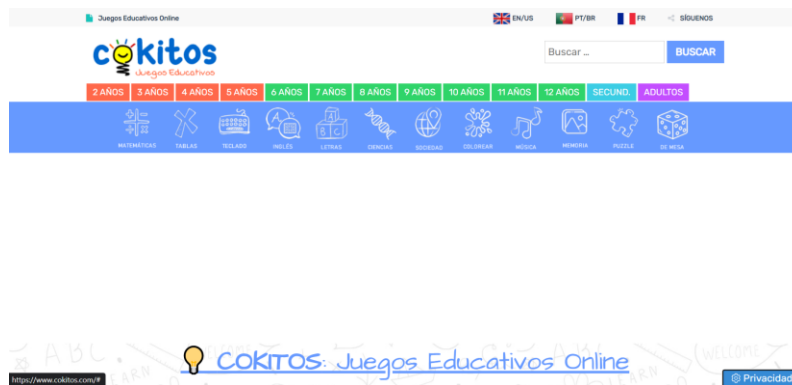 Juegos Educativos Online
EN/US PT/BR FR SÍGUENOS
cokitos
Juegos Educativos
Buscar ... BUSCAR
2 AÑOS 3 AÑOS 4 AÑOS 5 AÑOS 6 AÑOS 7 AÑOS 8 AÑOS 9 AÑOS 10 AÑOS 11 AÑOS 12 AÑOS SECUND. ADULTOS
MATEMÁTICAS TABLAS TECLADO INGLÉS LETRAS CIENCIAS SOCIEDAD COLOREAR MÚSICA MEMORIA PUZZLE DE MESA
COKITOS: Juegos Educativos Online
https://www.cokitos.com/# Privacidad